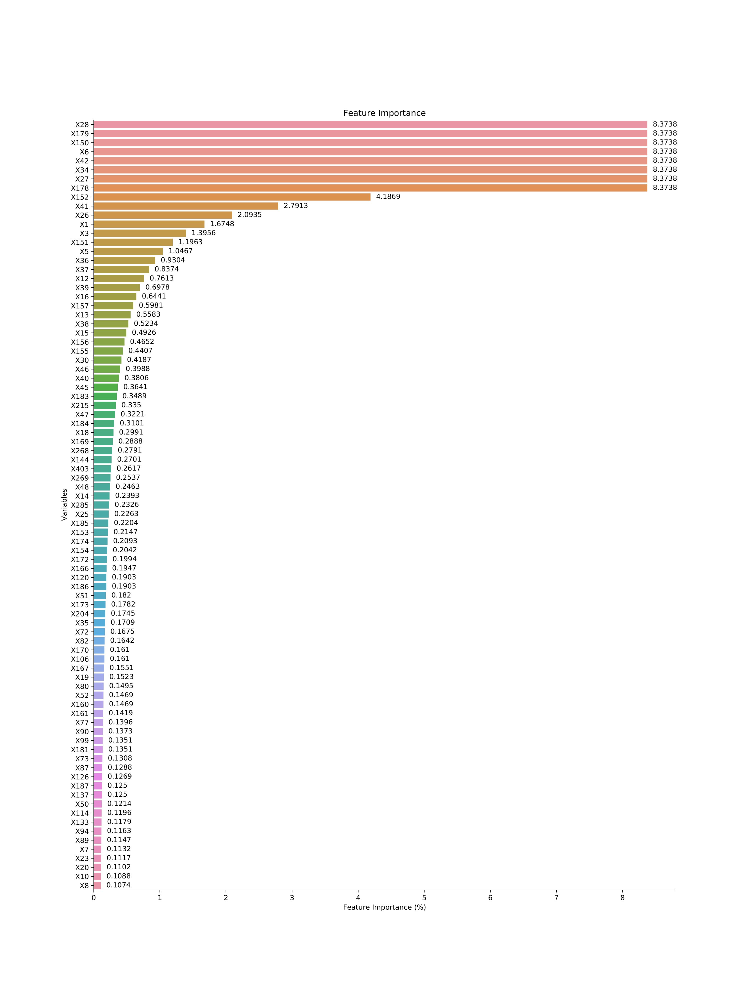 Feature Importance
X28 8.3738
X179 8.3738
X150 8.3738
X6 8.3738
X42 8.3738
X34 8.3738
X27 8.3738
X178 8.3738
X152 4.1869
X41 2.7913
X26 2.0935
X1 1.6748
X3 1.3956
X151 1.1963
X5 1.0467
X36 0.9304
X37 0.8374
X12 0.7613
X39 0.6978
X16 0.6441
X157 0.5981
X13 0.5583
X38 0.5234
X15 0.4926
X156 0.4652
X155 0.4407
X30 0.4187
X46 0.3988
X40 0.3806
X45 0.3641
X183 0.3489
X215 0.335
X47 0.3221
X184 0.3101
X18 0.2991
X169 0.2888
X268 0.2791
X144 0.2701
X403 0.2617
X269 0.2537
X48 0.2463
X14 0.2393
X285 0.2326
X25 0.2263
X185 0.2204
X153 0.2147
X174 0.2093
X154 0.2042
X172 0.1994
X166 0.1947
X120 0.1903
X186 0.1903
X51 0.182
X173 0.1782
X204 0.1745
X35 0.1709
X72 0.1675
X82 0.1642
X170 0.161
X106 0.161
X167 0.1551
X19 0.1523
X80 0.1495
X52 0.1469
X160 0.1469
X161 0.1419
X77 0.1396
X90 0.1373
X99 0.1351
X181 0.1351
X73 0.1308
X87 0.1288
X126 0.1269
X187 0.125
X137 0.125
X50 0.1214
X114 0.1196
X133 0.1179
X94 0.1163
X89 0.1147
X7 0.1132
X23 0.1117
X20 0.1102
X10 0.1088
X8 0.1074
Variables
0 1 2 3 4 5 6 7 8
Feature Importance (%)